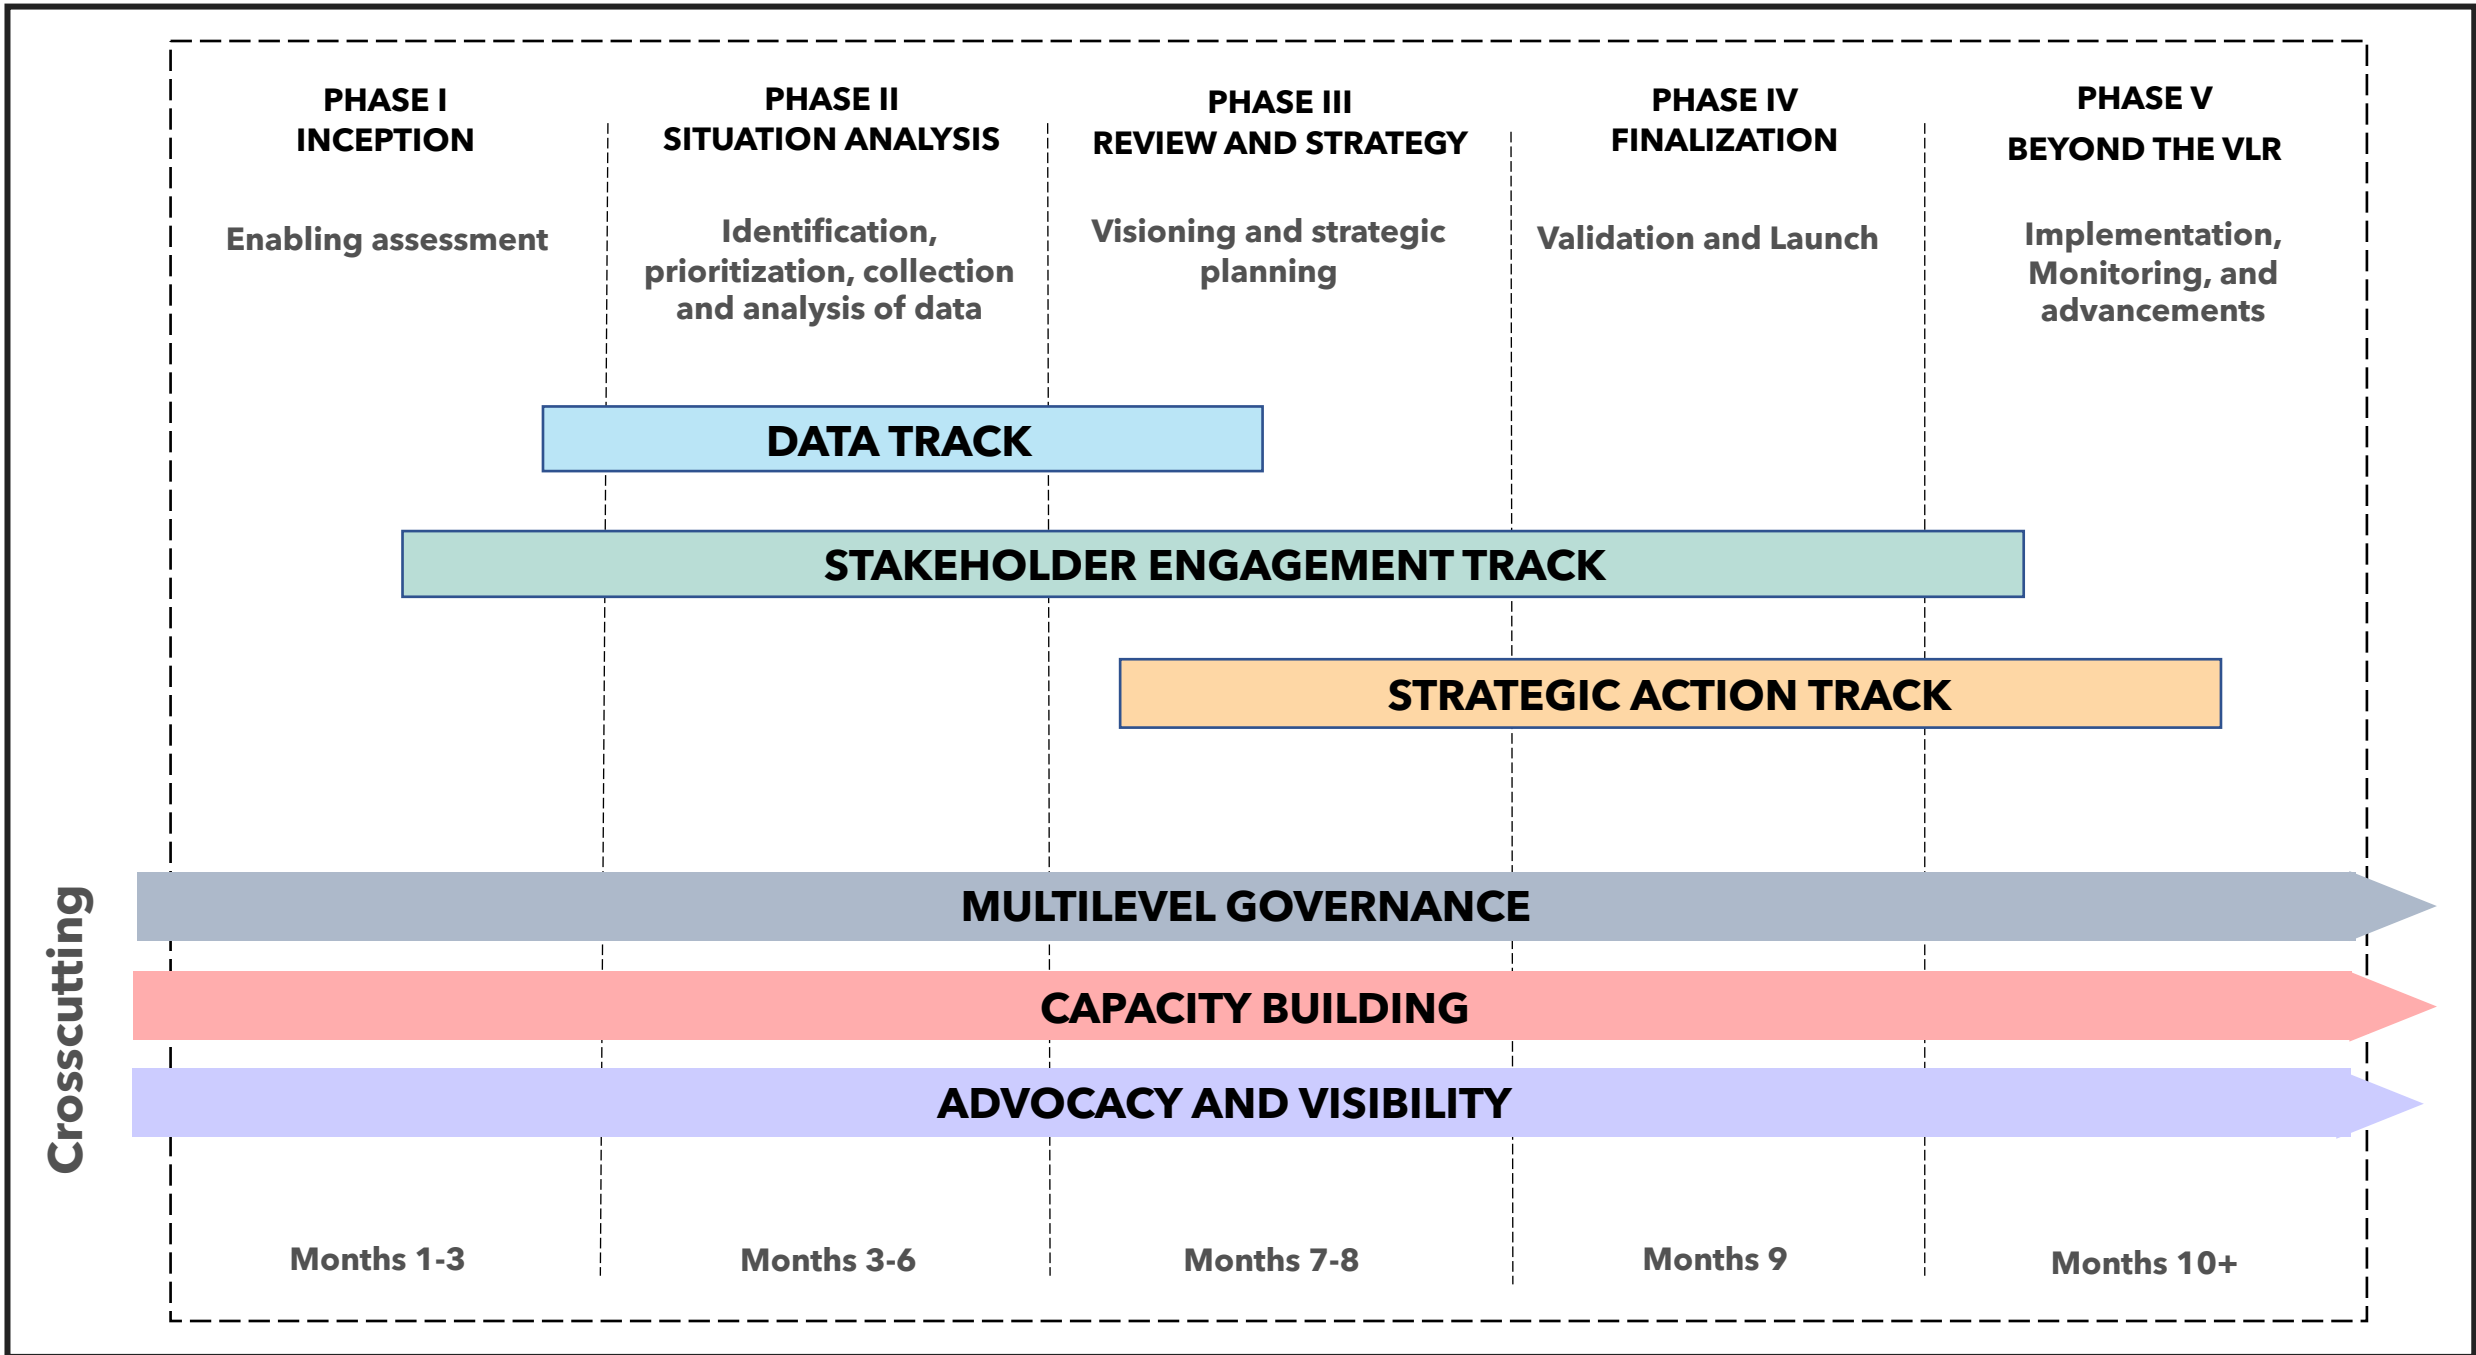 PHASE I
INCEPTION
Enabling assessment
PHASE II
SITUATION ANALYSIS
Identification,
prioritization, collection
and analysis of data
PHASE III
REVIEW AND STRATEGY
Visioning and strategic
planning
PHASE IV
FINALIZATION
Validation and Launch
PHASE V
BEYOND THE VLR
Implementation,
Monitoring, and
advancements
DATA TRACK
STAKEHOLDER ENGAGEMENT TRACK
STRATEGIC ACTION TRACK
Crosscutting
MULTILEVEL GOVERNANCE
CAPACITY BUILDING
ADVOCACY AND VISIBILITY
Months 1-3
Months 3-6
Months 7-8
Months 9
Months 10+